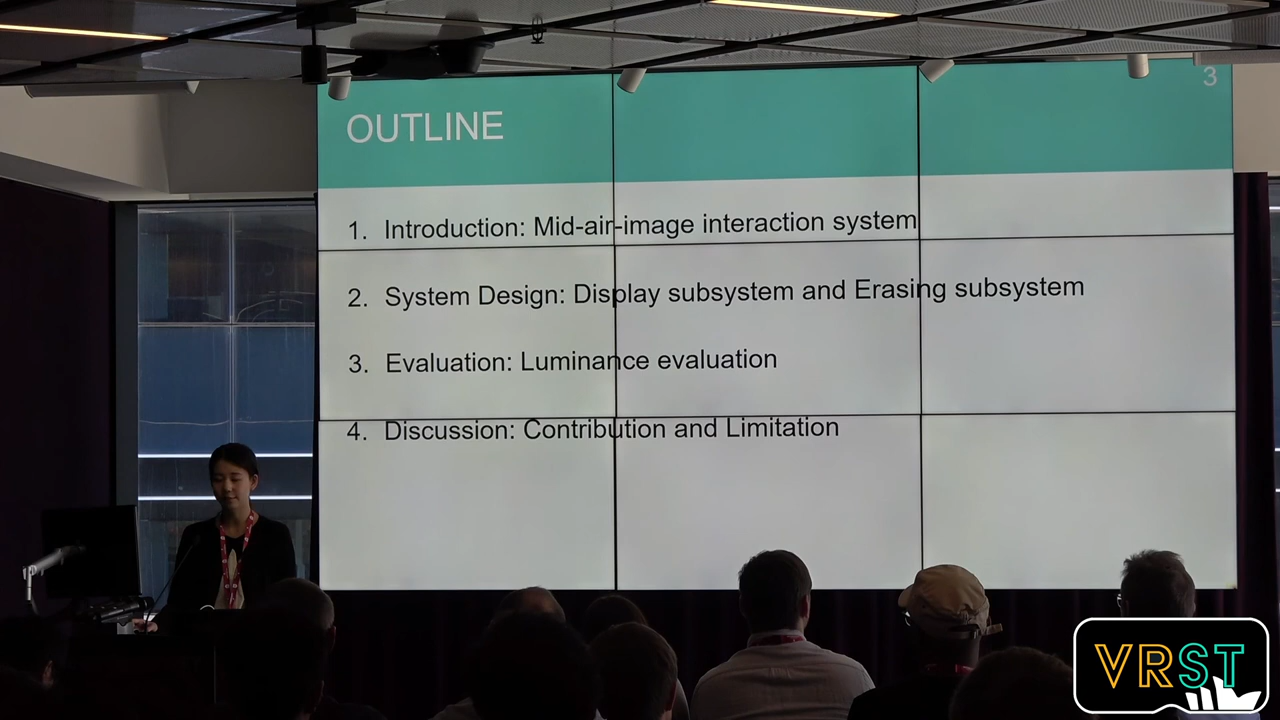 3
OUTLINE
1. Introduction: Mid-air-image interaction system
2. System Design: Display subsystem and Erasing subsystem
3. Evaluation: Luminance evaluation
4. Discussion: Contribution and Limitation
VRST